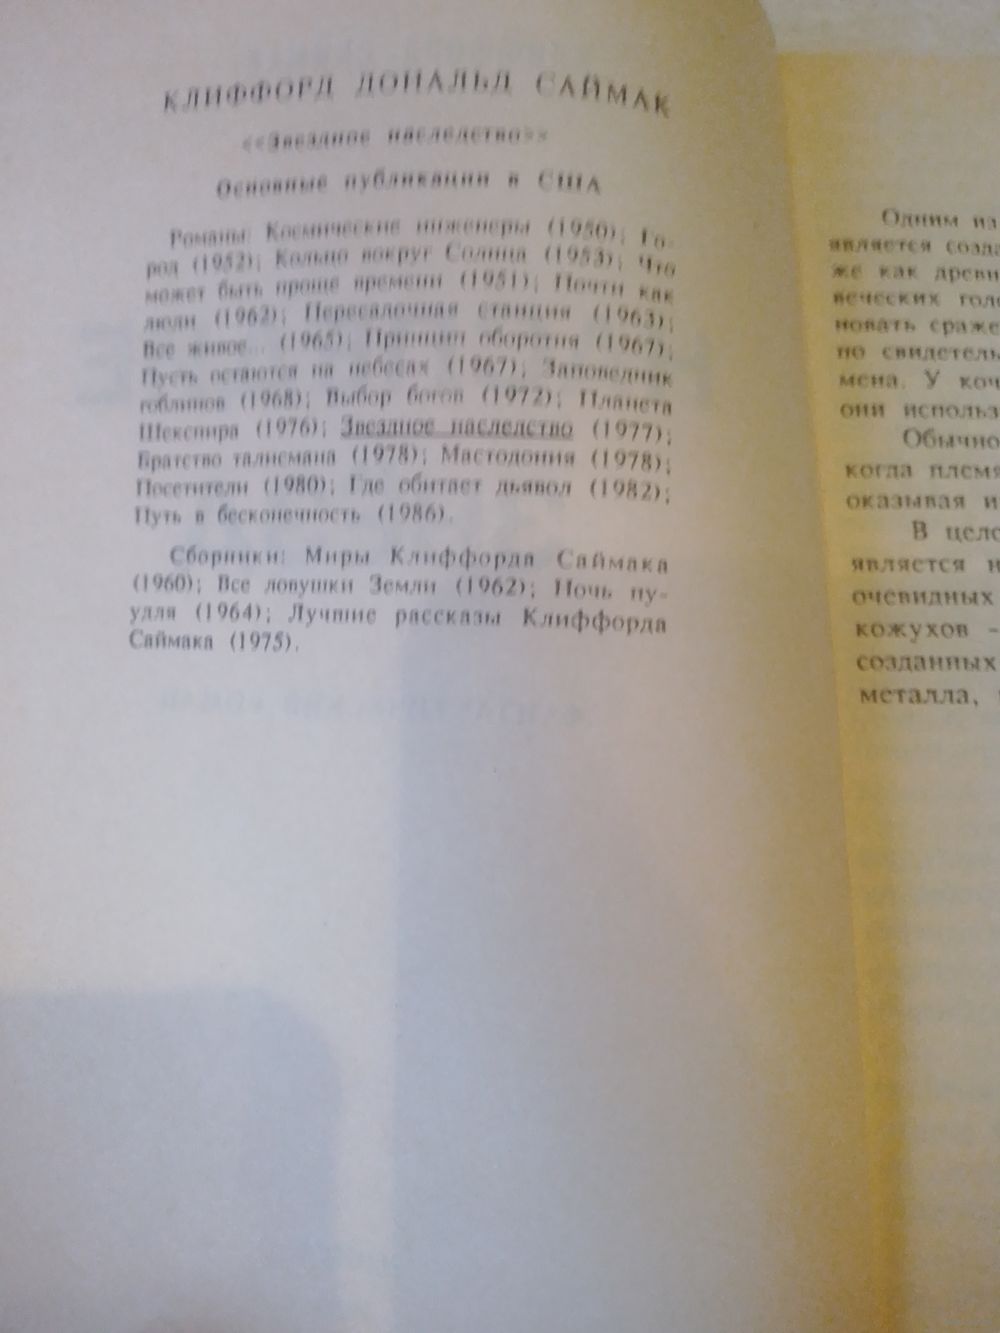 КЛИФФОРД ДОНАЛЬД САЙМАК
««Звездное наследство»»
Основные публикации в США
Романы: Космические инженеры (1950); Го-
род (1952); Кольцо вокруг Солнца (1953); Что
может быть проще времени (1951); Почти как
люди (1962); Пересадочная станция (1963);
Все живое... (1965); Принцип оборотня (1967);
Пусть остаются на небесах (1967); Заповедник
гоблинов (1968); Выбор богов (1972); Планета
Шекспира (1976); Звездное наследство (1977);
Братство талисмана (1978); Мастодония (1978);
Посетители (1980); Где обитает дьявол (1982);
Путь в бесконечность (1986).
Сборники: Миры Клиффорда Саймака
(1960); Все ловушки Земли (1962); Ночь пу-
удля (1964); Лучшие рассказы Клиффорда
Саймака (1975).
Одним из
является созда
же как древн
веческих голо
новать сраже
по свидетель
мена. У коч
они использ
Обычно
когда племя
оказывая и
В цело
является н
очевидных
кожухов –
созданных
металла,